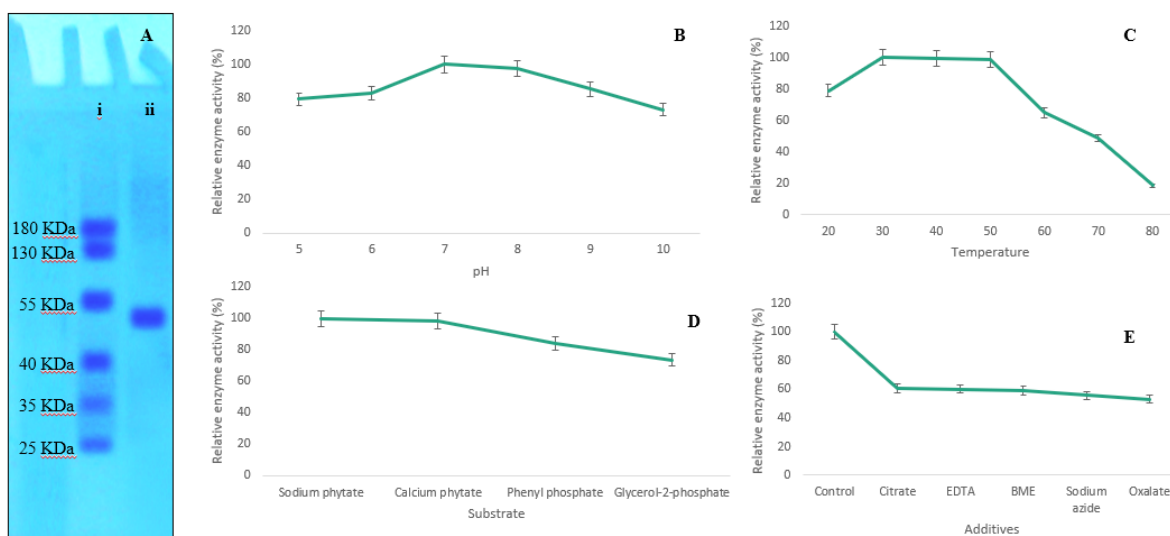 A
i
ii
180 KDa
130 KDa
55 KDa
40 KDa
35 KDa
25 KDa
B
Relative enzyme activity (%)
120
100
80
60
40
20
0
5 6 7 8 9 10
pH
C
Relative enzyme activity (%)
120
100
80
60
40
20
0
20 30 40 50 60 70 80
Temperature
D
Relative enzyme activity (%)
120
100
80
60
40
20
0
Sodium phytate Calcium phytate Phenyl phosphate Glycerol-2-phosphate
Substrate
E
Relative enzyme activity (%)
120
100
80
60
40
20
0
Control Citrate EDTA BME Sodium Oxalate
azide
Additives